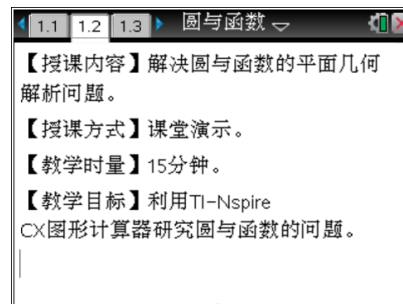 1.1 1.2 1.3 圆与函数
【授课内容】解决圆与函数的平面几何
解析问题。
【授课方式】课堂演示。
【教学时量】15分钟。
【教学目标】利用TI-Nspire
CX图形计算器研究圆与函数的问题。